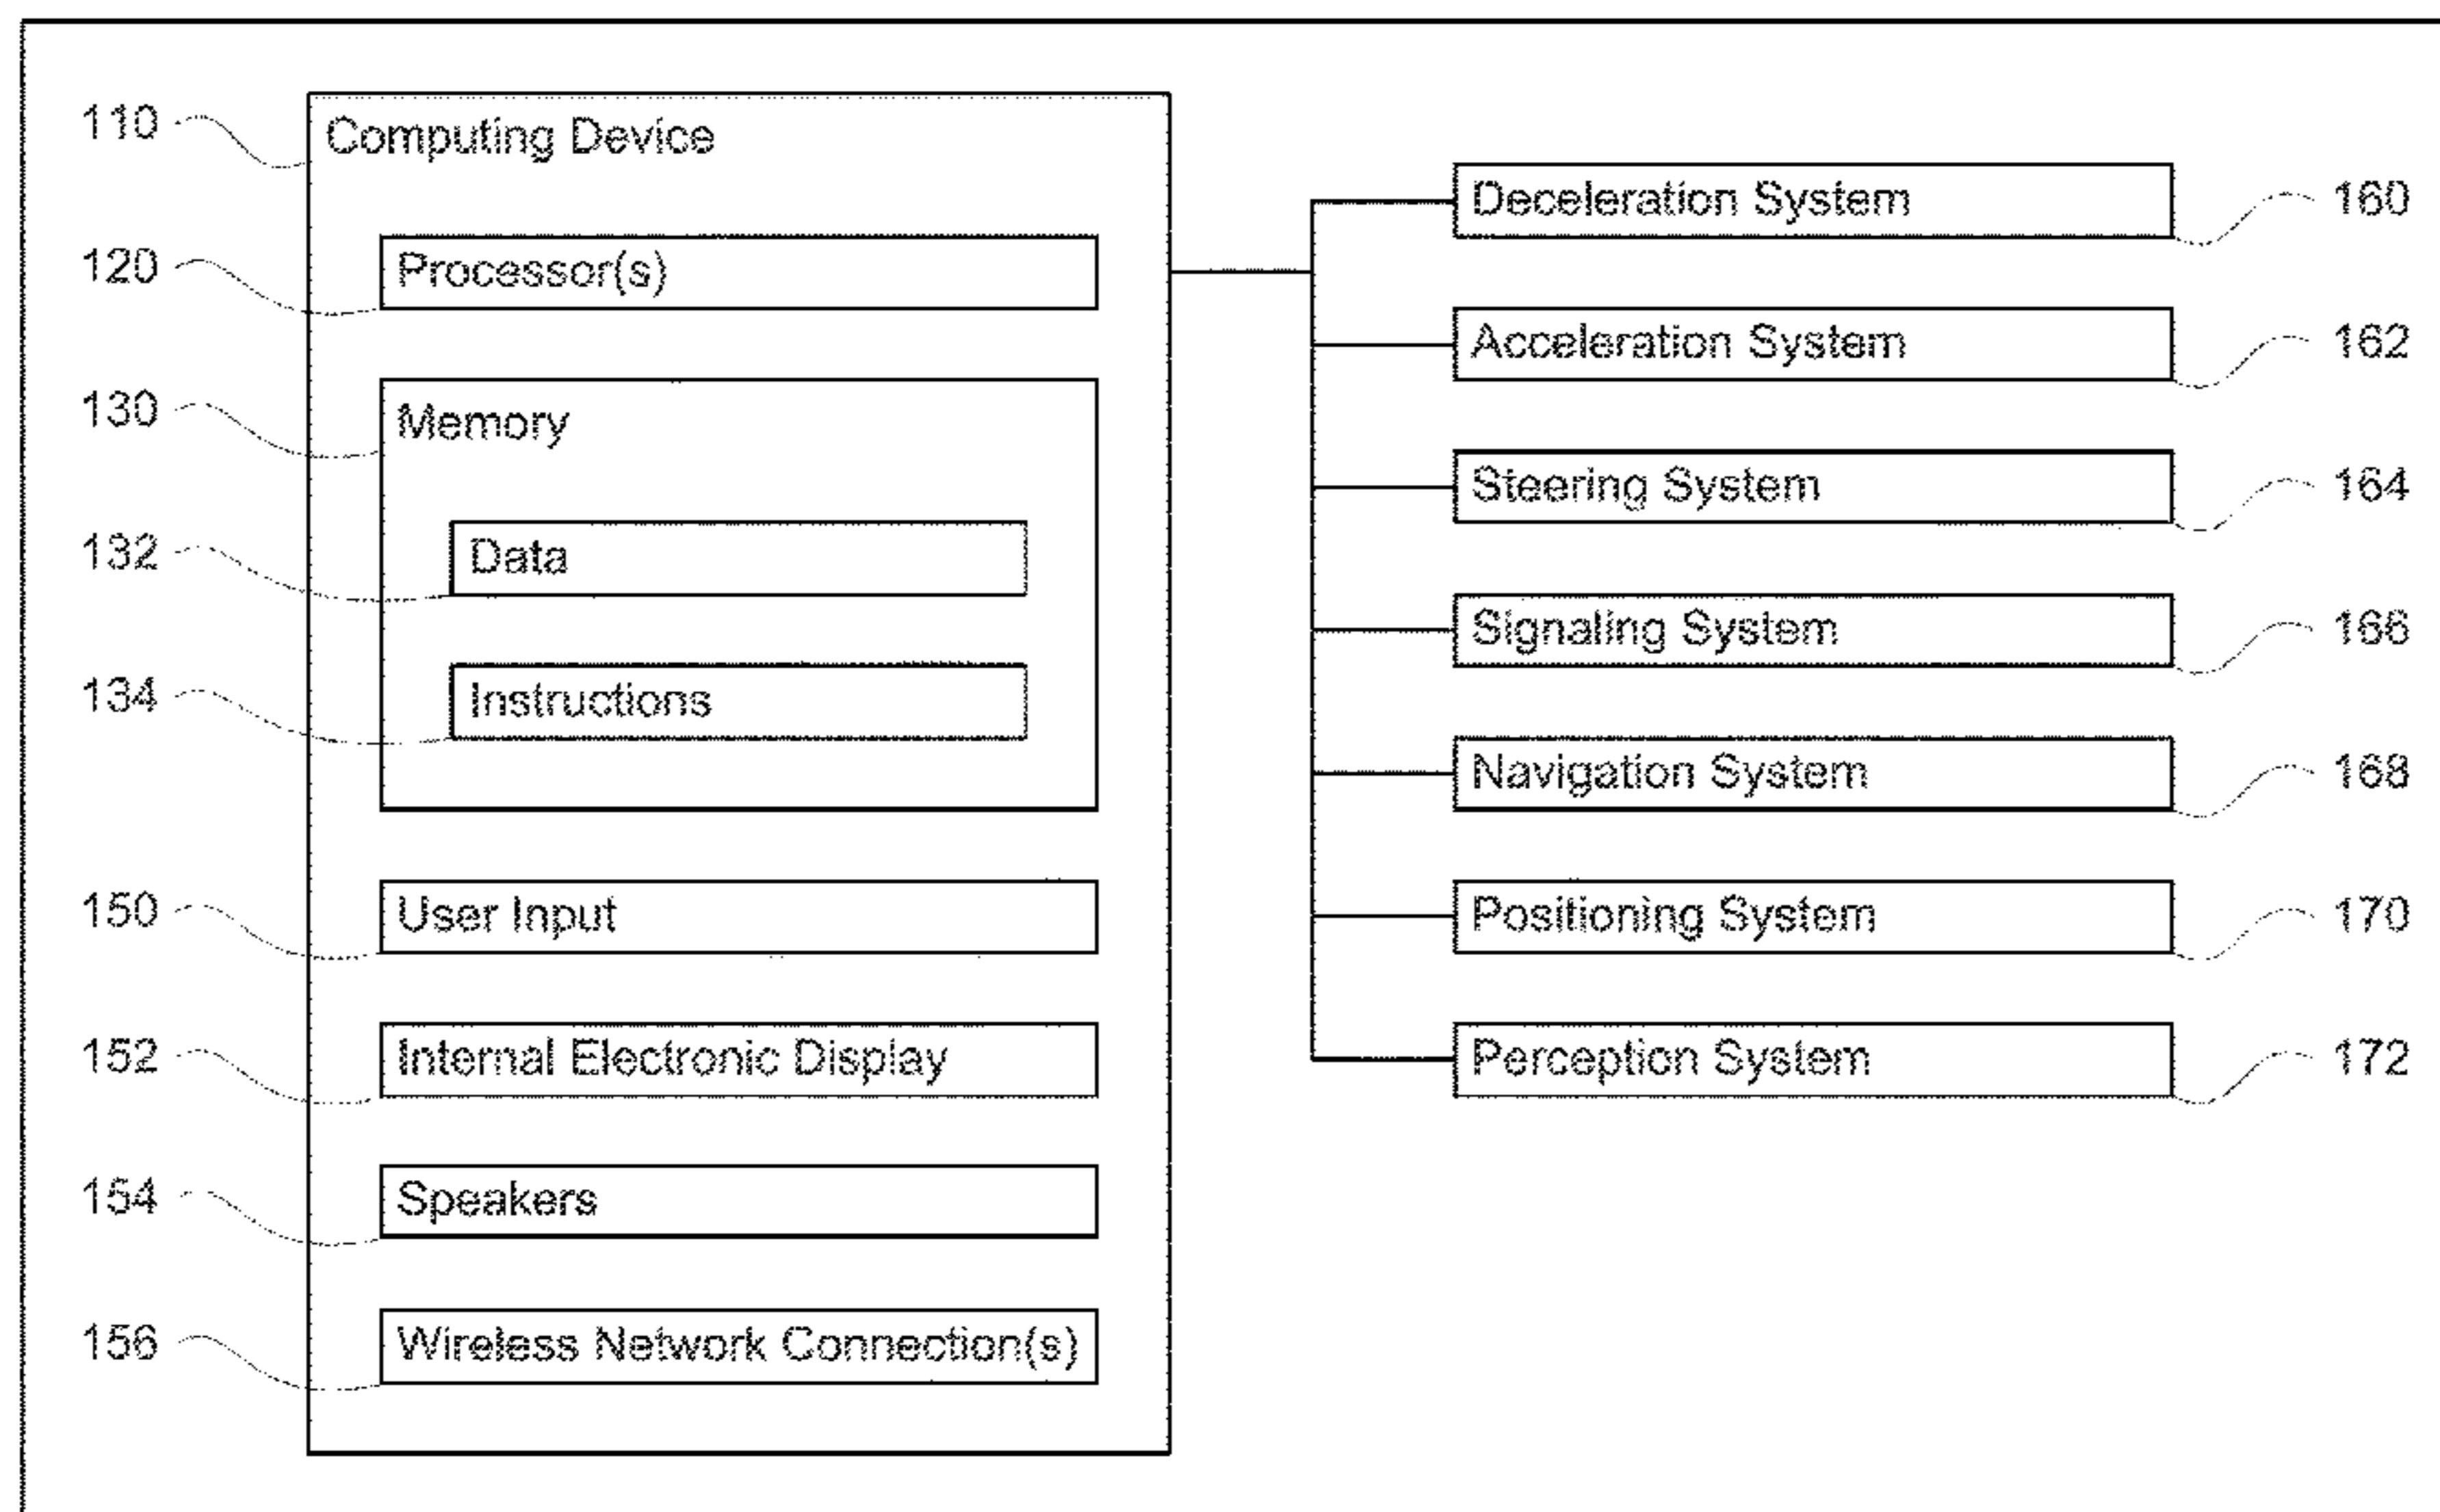 110
Computing Device
120
Processor(s)
130
Memory
132
Data
134
Instructions
150
User Input
152
Internal Electronic Display
154
Speakers
156
Wireless Network Connection(s)
Deceleration System
160
Acceleration System
162
Steering System
164
Signaling System
166
Navigation System
168
Positioning System
170
Perception System
172